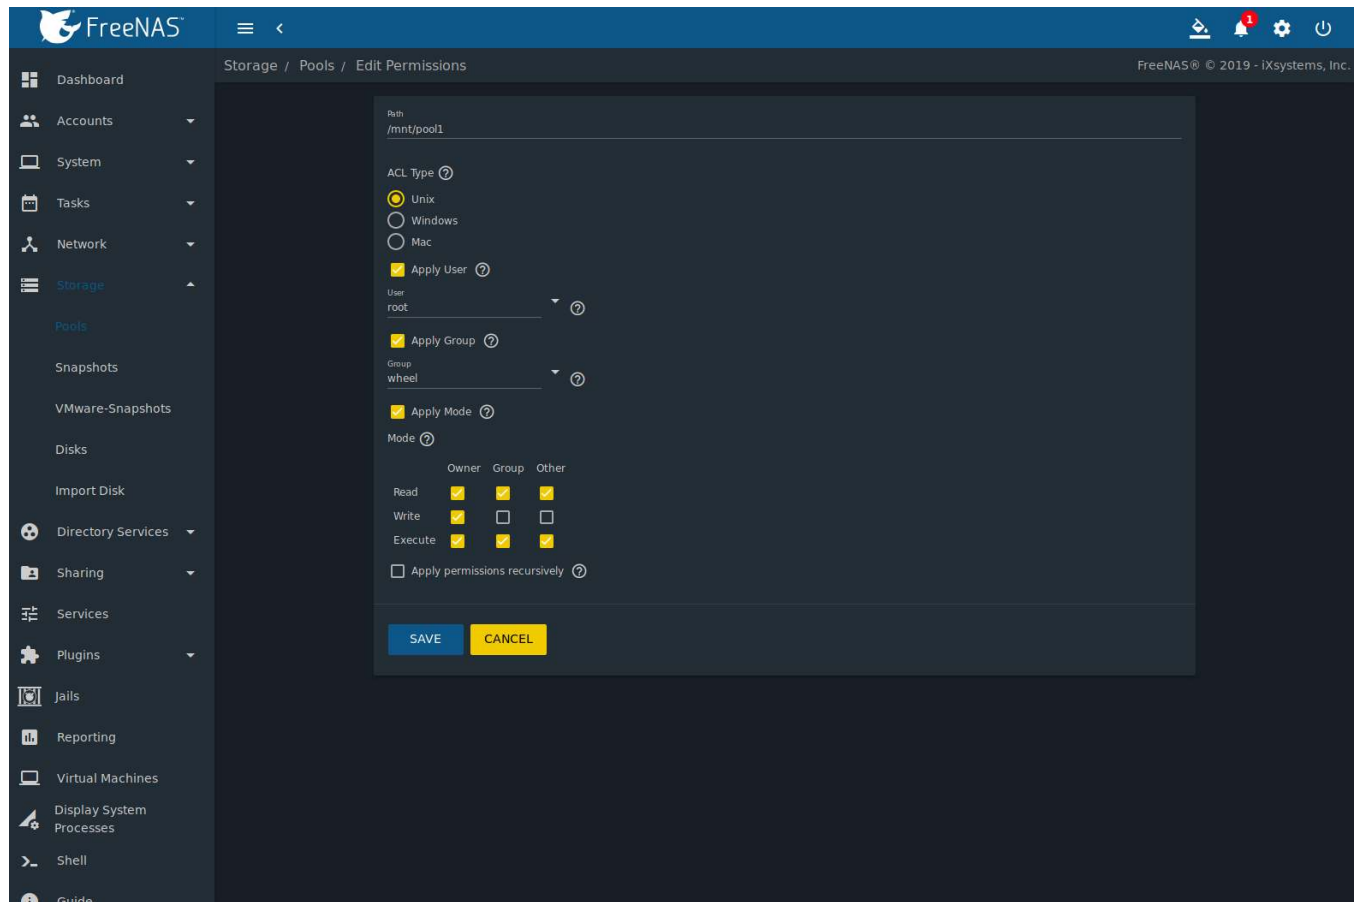 FreeNAS®
1
Storage / Pools / Edit Permissions
FreeNAS® © 2019 - iXsystems, Inc.
Dashboard
Accounts
System
Tasks
Network
Storage
Pools
Snapshots
VMware-Snapshots
Disks
Import Disk
Directory Services
Sharing
Services
Plugins
Jails
Reporting
Virtual Machines
Display System
Processes
Shell
Guide
Path
/mnt/pool1
ACL Type
Unix
Windows
Mac
Apply User
User
root
Apply Group
Group
wheel
Apply Mode
Mode
Owner Group Other
Read
Write
Execute
Apply permissions recursively
SAVE CANCEL